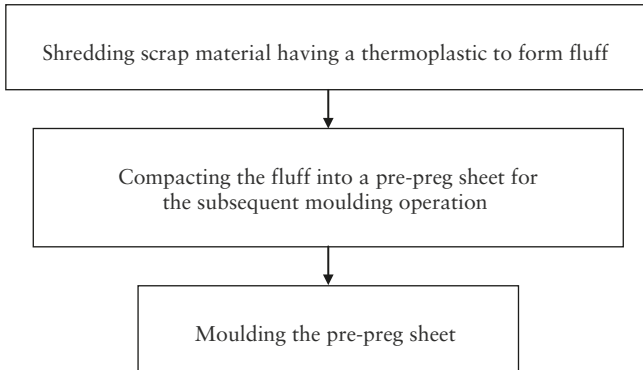 Shredding scrap material having a thermoplastic to form fluff
Compacting the fluff into a pre-preg sheet for
the subsequent moulding operation
Moulding the pre-preg sheet